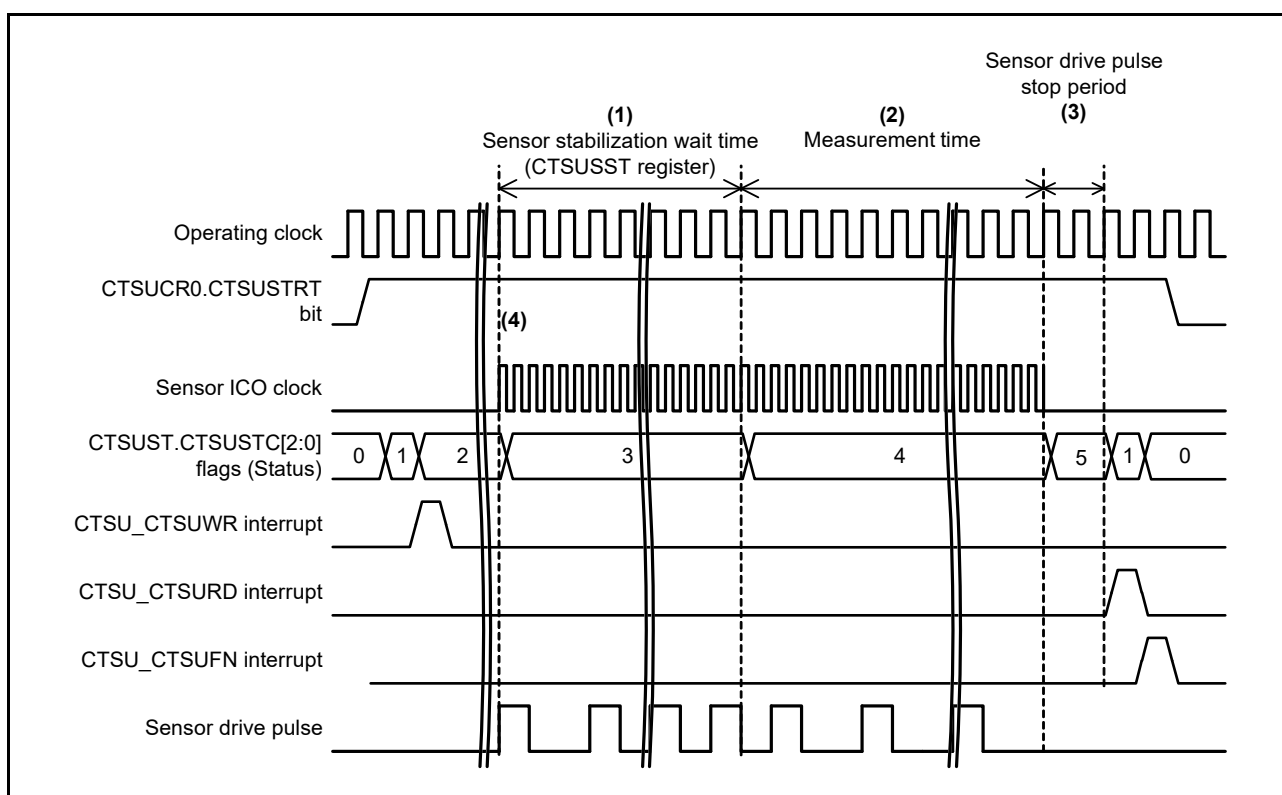 Sensor drive pulse
stop period
(3)
(1)
Sensor stabilization wait time
(CTSUSST register)
(2)
Measurement time
Operating clock
CTSUCR0.CTSUSTRT
bit
(4)
Sensor ICO clock
CTSUST.CTSUSTC[2:0]
flags (Status)
0 1 2 3 4 5 1 0
CTSU_CTSUWR interrupt
CTSU_CTSURD interrupt
CTSU_CTSUFN interrupt
Sensor drive pulse